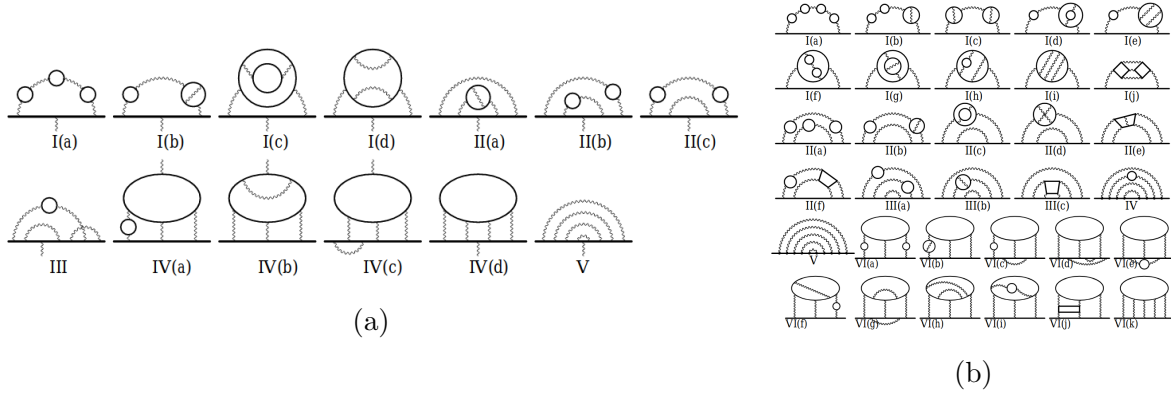 I(a) I(b) I(c) I(d) II(a) II(b) II(c)
III IV(a) IV(b) IV(c) IV(d) V
(a)
I(a) I(b) I(c) I(d) I(e)
I(f) I(g) I(h) I(i) I(j)
II(a) II(b) II(c) II(d) II(e)
II(f) III(a) III(b) III(c) IV
V VI(a) VI(b) VI(c) VI(d) VI(e)
VI(f) VI(g) VI(h) VI(i) VI(j) VI(k)
(b)